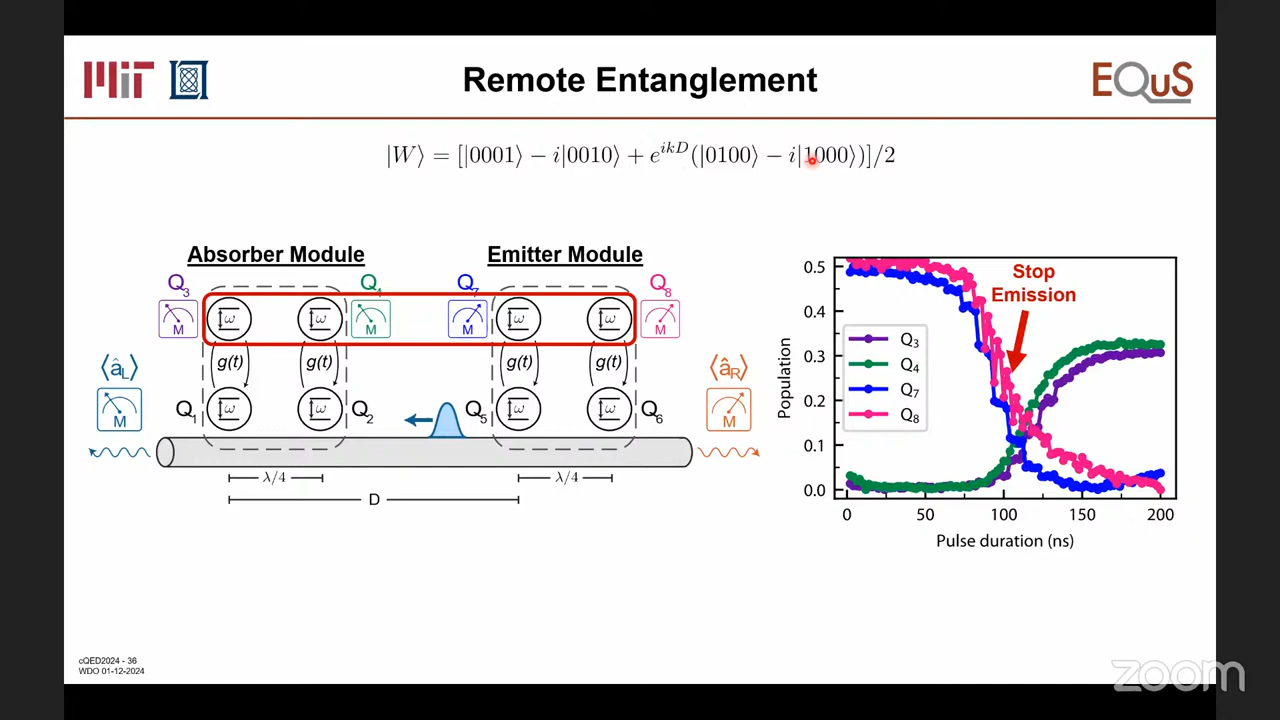 MIT
EQuS
Remote Entanglement
|W⟩ = [|0001⟩ − i|0010⟩ + e^{ikD}(|0100⟩ − i|1000⟩)]/2
Absorber Module
Emitter Module
Q3
Q4
Q7
Q8
M
ω
ω
M
M
ω
ω
M
g(t)
g(t)
g(t)
g(t)
⟨âL⟩
⟨âR⟩
M
Q1
ω
ω
Q2
Q5
ω
ω
Q6
M
λ/4
λ/4
D
Stop
Emission
Population
0.5
0.4
0.3
0.2
0.1
0.0
Q3
Q4
Q7
Q8
0 50 100 150 200
Pulse duration (ns)
cQED2024 - 36
WDO 01-12-2024
zoom